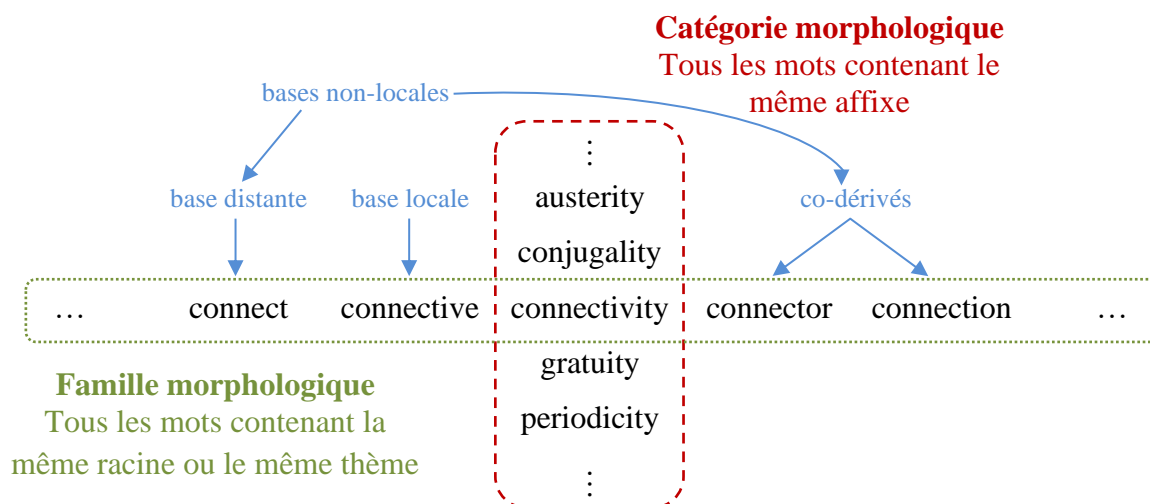 Catégorie morphologique
Tous les mots contenant le
même affixe
bases non-locales
⋮
base distante base locale austerity co-dérivés
conjugality
… connect connective connectivity connector connection …
gratuity
Famille morphologique
Tous les mots contenant la
même racine ou le même thème
periodicity
⋮